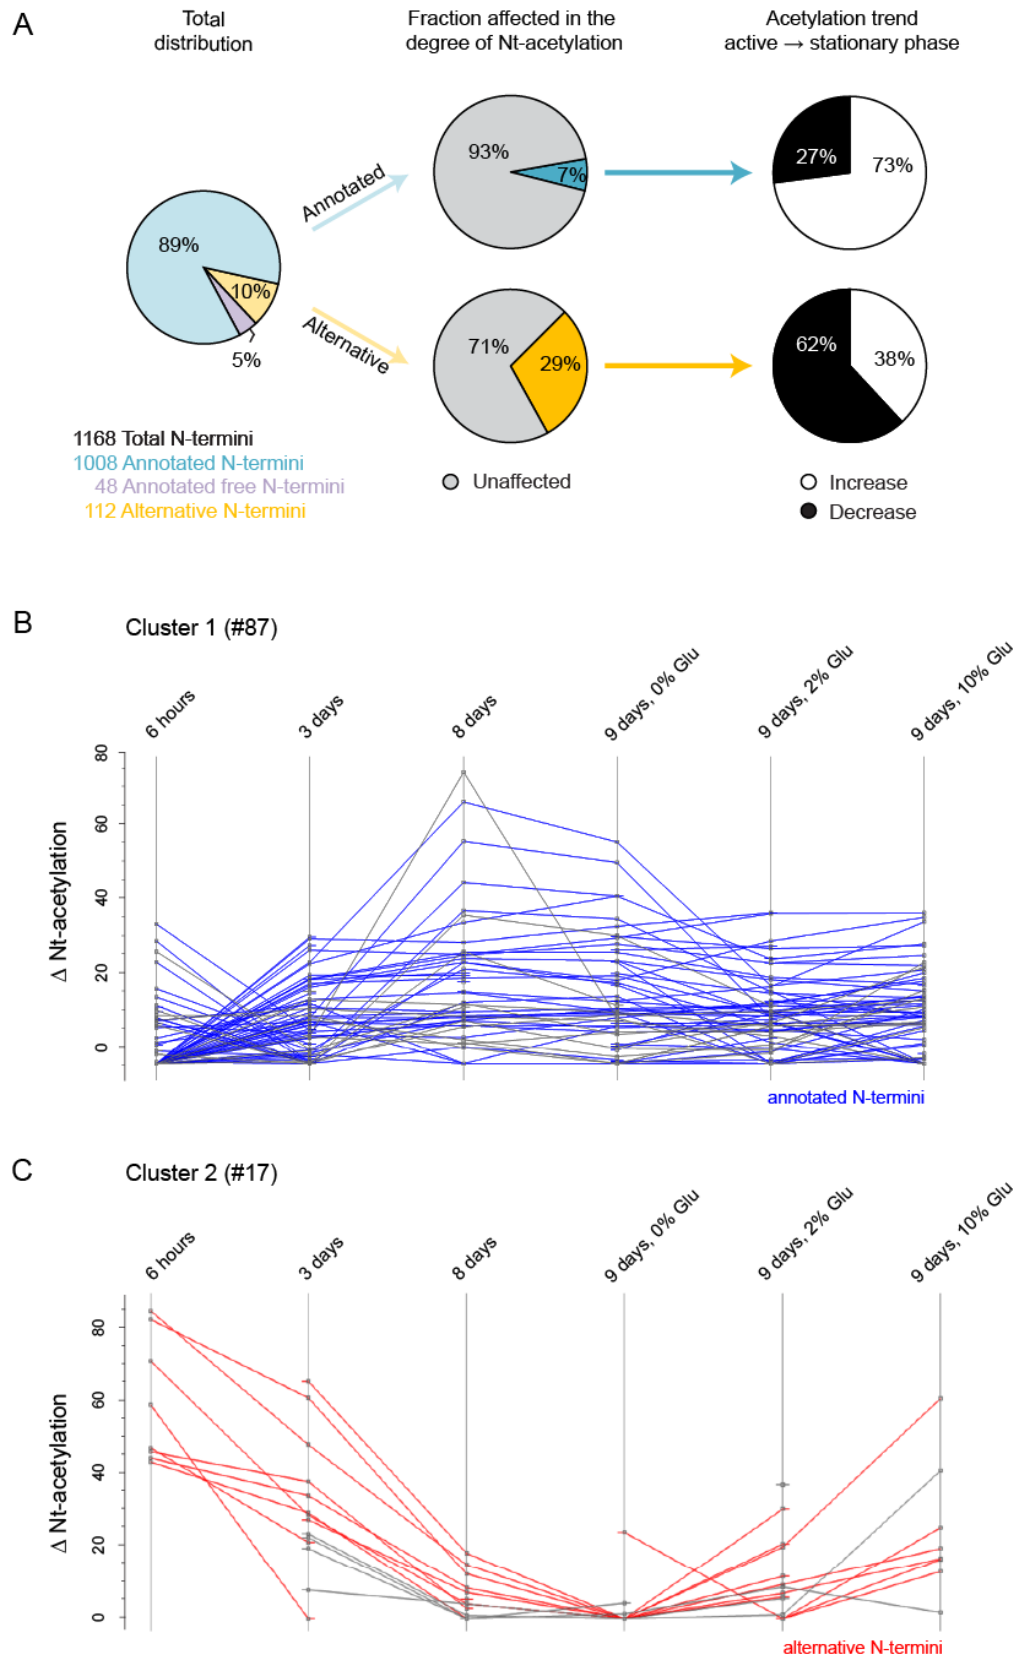 A
Total
distribution
Fraction affected in the
degree of Nt-acetylation
Acetylation trend
active → stationary phase
93%
7%
27%
73%
Annotated
89%
10%
5%
Alternative
71%
29%
62%
38%
1168 Total N-termini
1008 Annotated N-termini
48 Annotated free N-termini
112 Alternative N-termini
Unaffected
Increase
Decrease
B
Cluster 1 (#87)
6 hours
3 days
8 days
9 days, 0% Glu
9 days, 2% Glu
9 days, 10% Glu
Δ Nt-acetylation
80
60
40
20
0
annotated N-termini
C
Cluster 2 (#17)
6 hours
3 days
8 days
9 days, 0% Glu
9 days, 2% Glu
9 days, 10% Glu
Δ Nt-acetylation
80
60
40
20
0
alternative N-termini